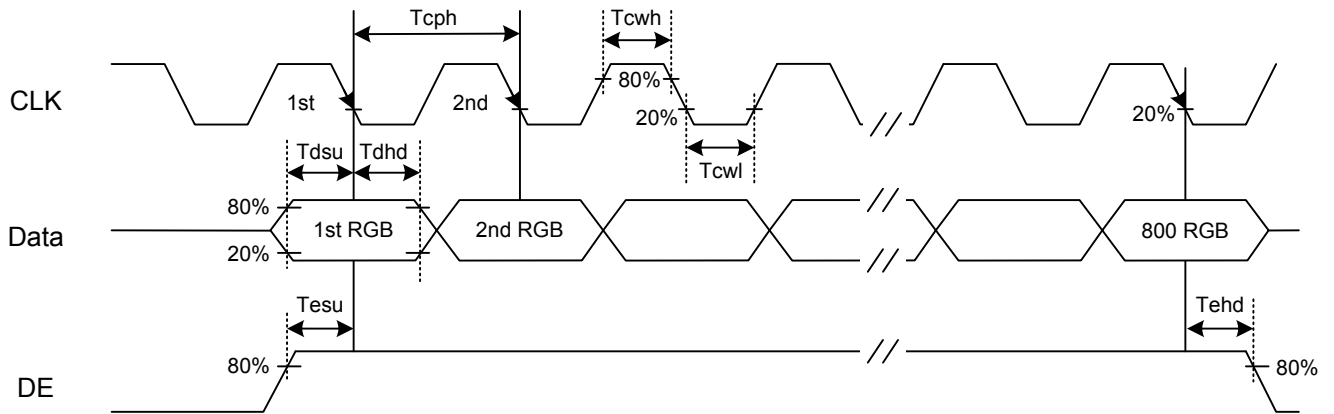 Tcph
Tcwh
CLK
1st
2nd
80%
20%
20%
Tcwl
Tdsu
Tdhd
Data
80%
20%
1st RGB
2nd RGB
800 RGB
Tesu
Tehd
DE
80%
80%